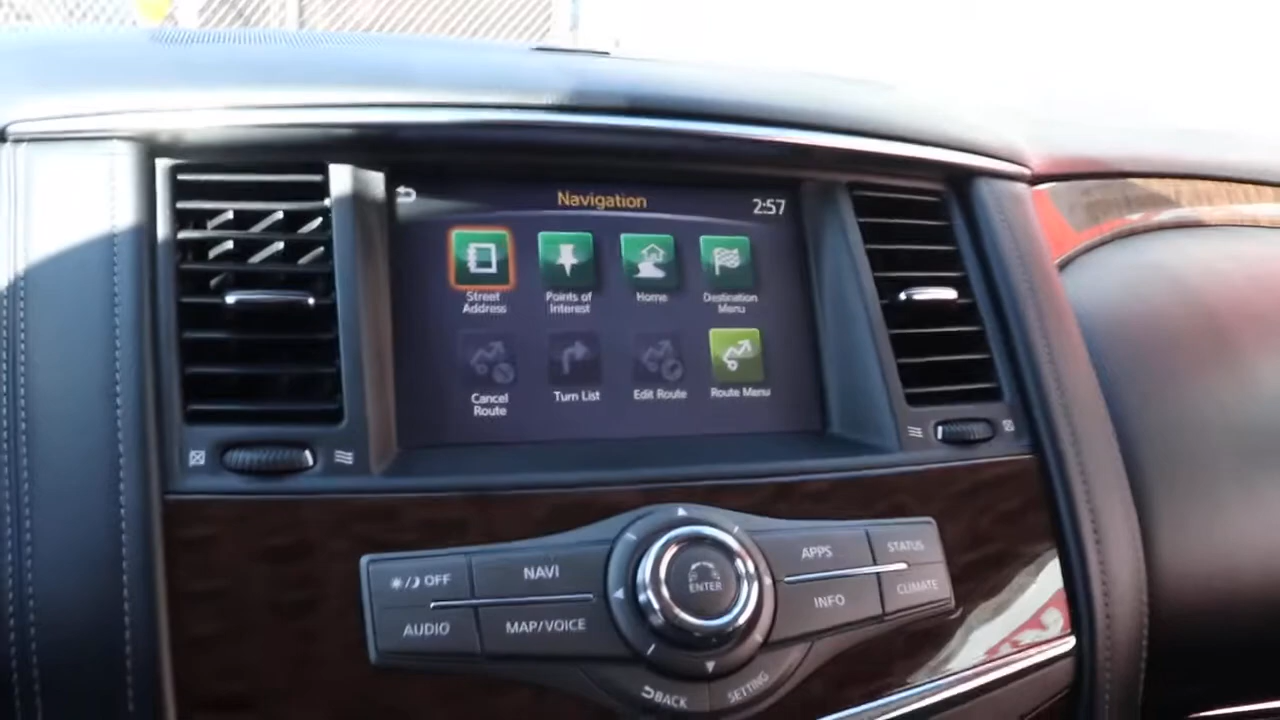 Navigation
2:57
Street
Address
Points of
Interest
Home
Destination
Menu
Cancel
Route
Turn List
Edit Route
Route Menu
OFF
NAVI
ENTER
APPS
STATUS
AUDIO
MAP/VOICE
INFO
CLIMATE
BACK
SETTING